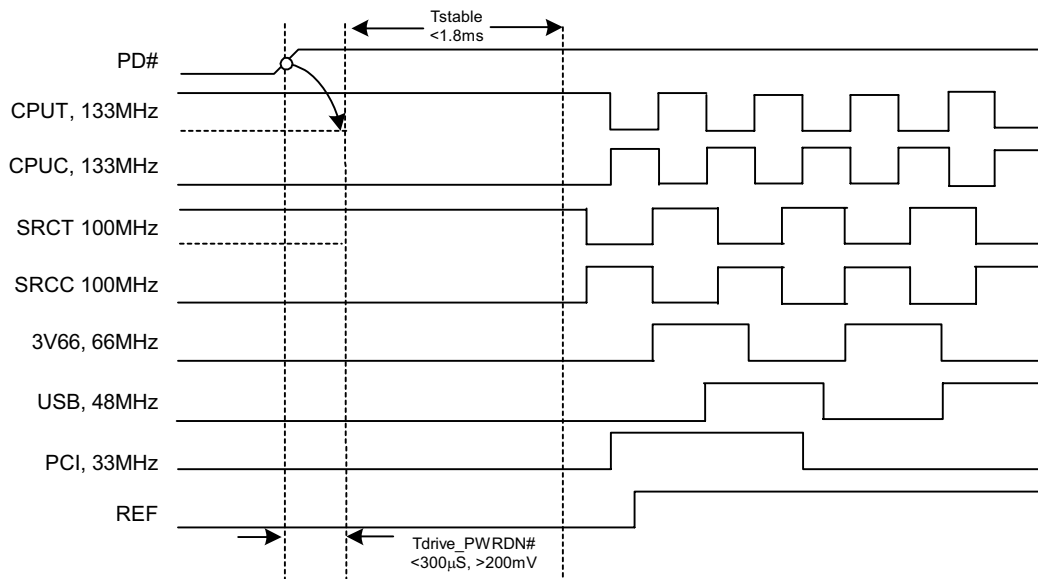 Tstable
<1.8ms
PD#
CPUT, 133MHz
CPUC, 133MHz
SRCT 100MHz
SRCC 100MHz
3V66, 66MHz
USB, 48MHz
PCI, 33MHz
REF
Tdrive_PWRDN#
<300μS, >200mV